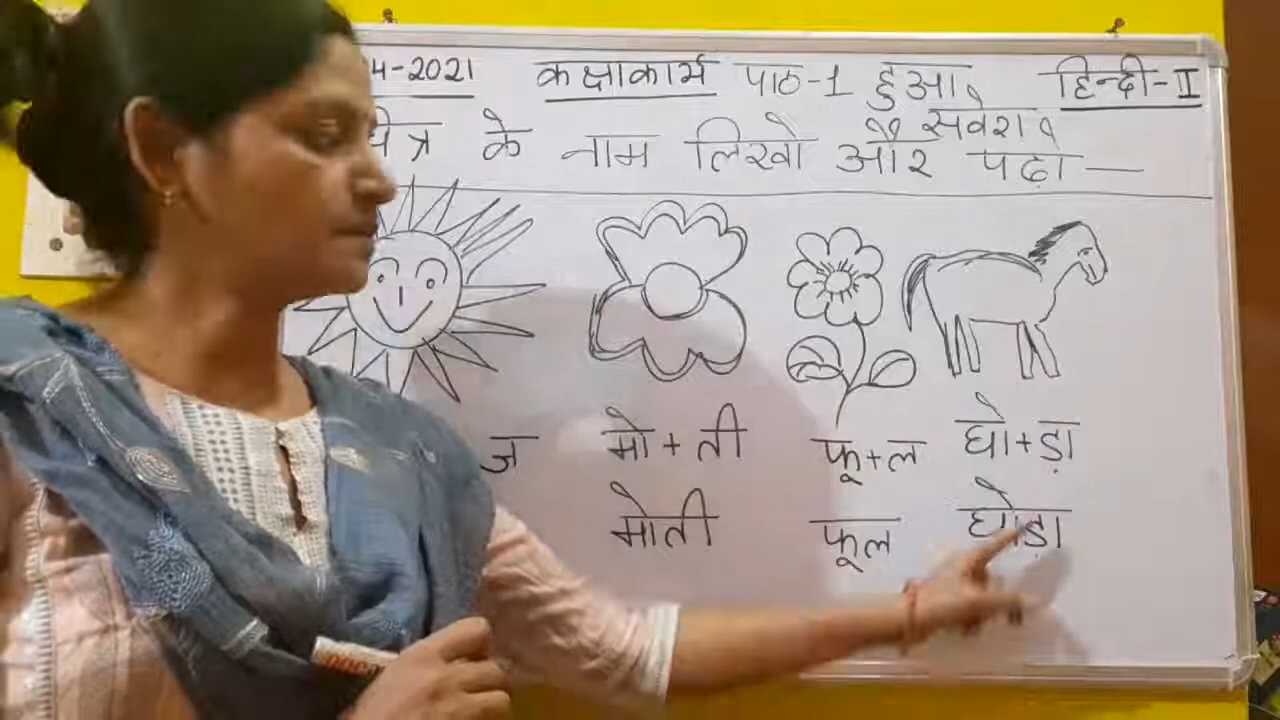 4-2021 कक्षाकार्य पाठ-1 हुआ हिन्दी-II
सवेरा
चित्र के नाम लिखो और पढ़ो—
ज मो+ती फू+ल घो+ड़ा
मोती फूल घोड़ा